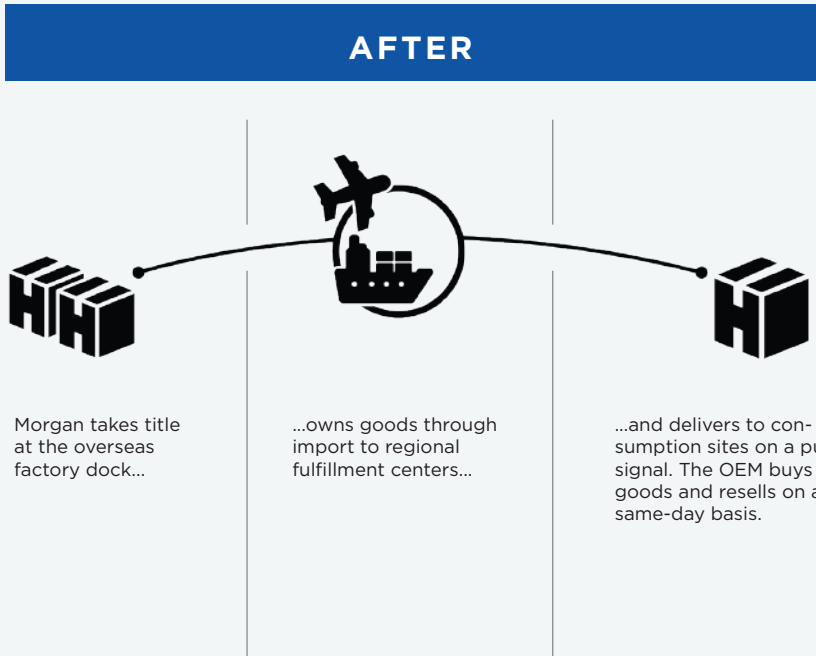 AFTER
Morgan takes title
at the overseas
factory dock...
...owns goods through
import to regional
fulfillment centers...
...and delivers to con-
sumption sites on a
signal. The OEM buys
goods and resells on
same-day basis.